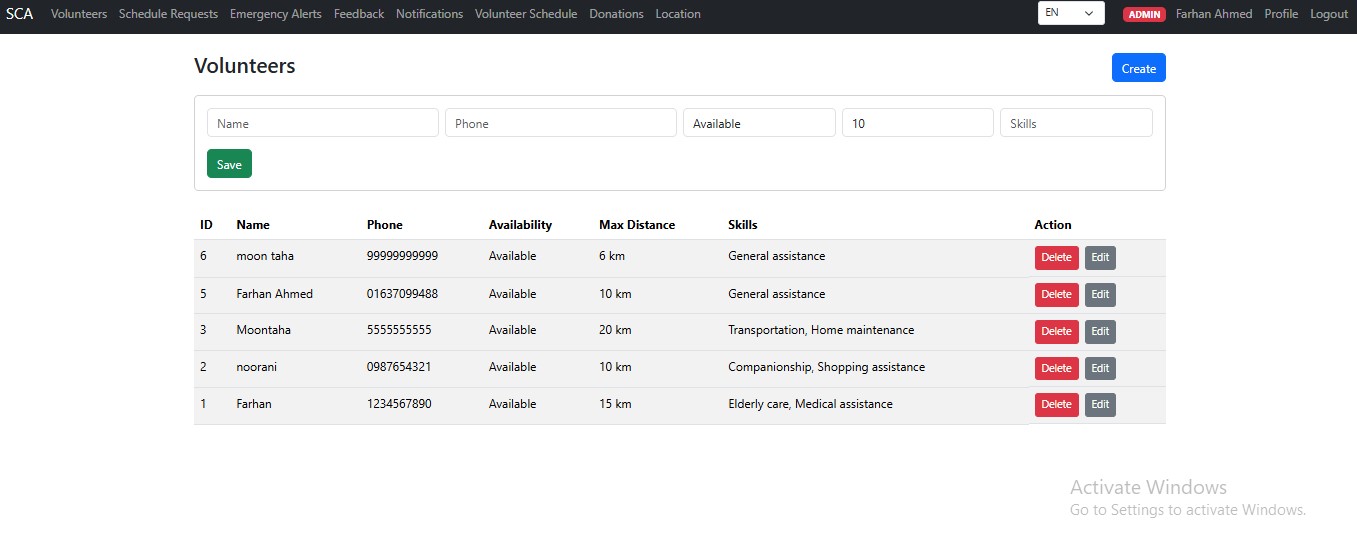 SCA Volunteers Schedule Requests Emergency Alerts Feedback Notifications Volunteer Schedule Donations Location EN ADMIN Farhan Ahmed Profile Logout
Volunteers Create
Name Phone Available 10 Skills
Save
ID Name Phone Availability Max Distance Skills Action
6 moon taha 99999999999 Available 6 km General assistance Delete Edit
5 Farhan Ahmed 01637099488 Available 10 km General assistance Delete Edit
3 Moontaha 5555555555 Available 20 km Transportation, Home maintenance Delete Edit
2 noorani 0987654321 Available 10 km Companionship, Shopping assistance Delete Edit
1 Farhan 1234567890 Available 15 km Elderly care, Medical assistance Delete Edit
Activate Windows
Go to Settings to activate Windows.